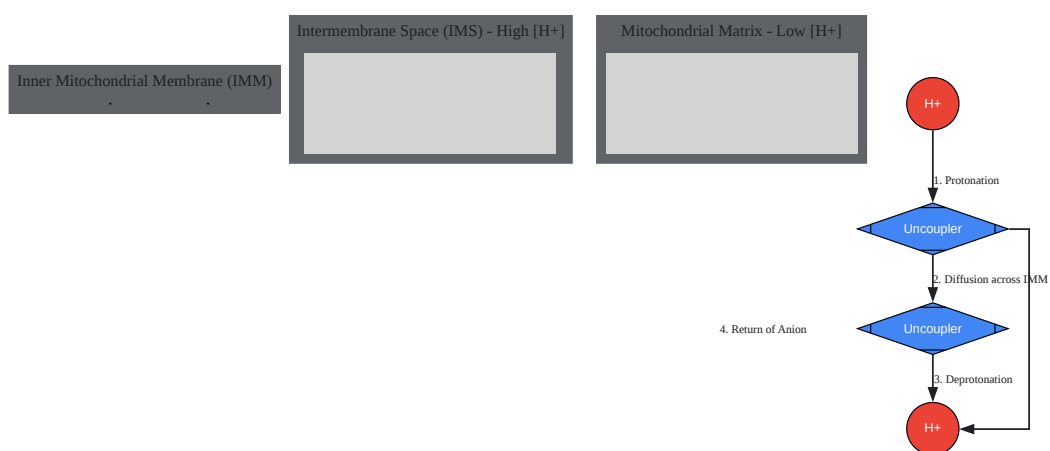 Inner Mitochondrial Membrane (IMM)
Intermembrane Space (IMS) - High [H+]
Mitochondrial Matrix - Low [H+]
H+
1. Protonation
Uncoupler
2. Diffusion across IMM
4. Return of Anion
Uncoupler
3. Deprotonation
H+